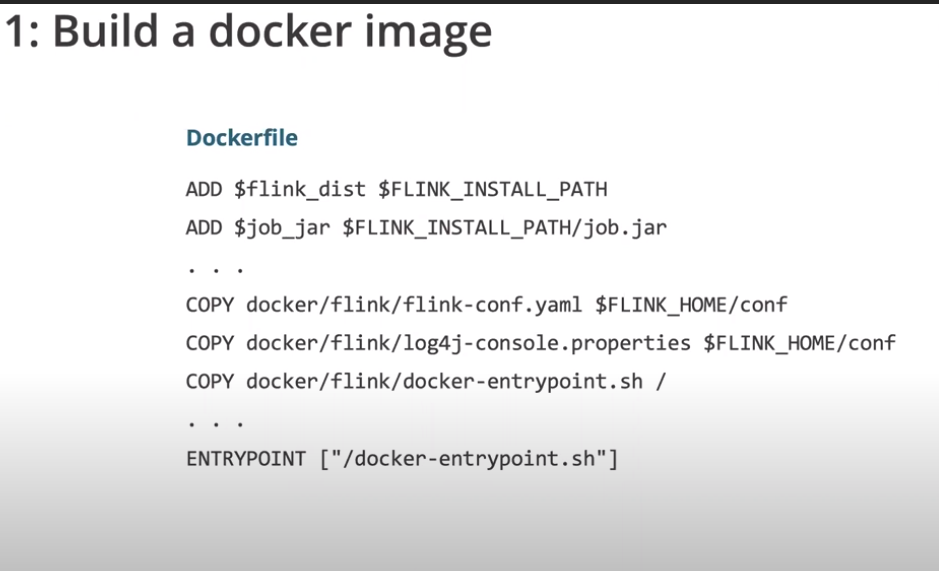 1: Build a docker image
Dockerfile
ADD $flink_dist $FLINK_INSTALL_PATH
ADD $job_jar $FLINK_INSTALL_PATH/job.jar
. . .
COPY docker/flink/flink-conf.yaml $FLINK_HOME/conf
COPY docker/flink/log4j-console.properties $FLINK_HOME/conf
COPY docker/flink/docker-entrypoint.sh /
. . .
ENTRYPOINT ["/docker-entrypoint.sh"]